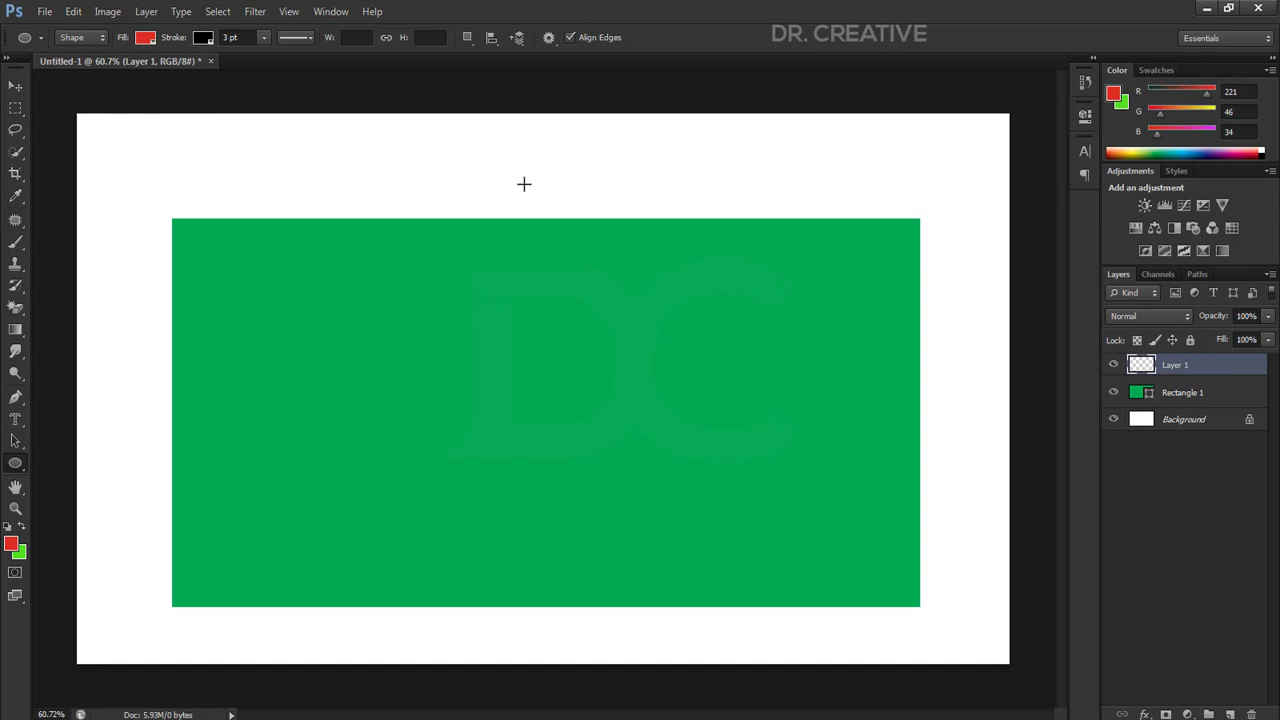 Ps File Edit Image Layer Type Select Filter View Window Help
Shape Fill: Stroke: 3 pt W: H: Align Edges DR. CREATIVE Essentials
Untitled-1 @ 60.7% (Layer 1, RGB/8#) * ×
Color Swatches
R 221
G 46
B 34
Adjustments Styles
Add an adjustment
DC
Layers Channels Paths
Kind
Normal Opacity: 100%
Lock: Fill: 100%
Layer 1
Rectangle 1
Background
60.72% Doc: 5.93M/0 bytes